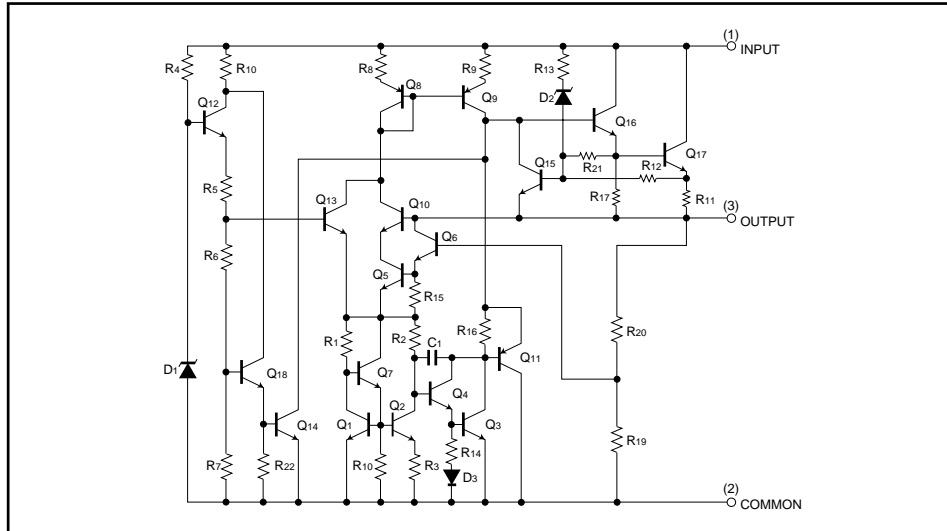 (1)
INPUT
R4
R10
R8
R9
R13
Q8
D2
Q12
Q9
Q16
Q17
Q15
R21
R12
R5
R17
R11
Q13
Q10
(3)
OUTPUT
Q6
R6
Q5
R15
R1
R2
C1
R16
R20
Q11
D1
Q7
Q18
Q4
Q14
Q1
Q2
Q3
R14
R19
R7
R22
R10
R3
D3
(2)
COMMON